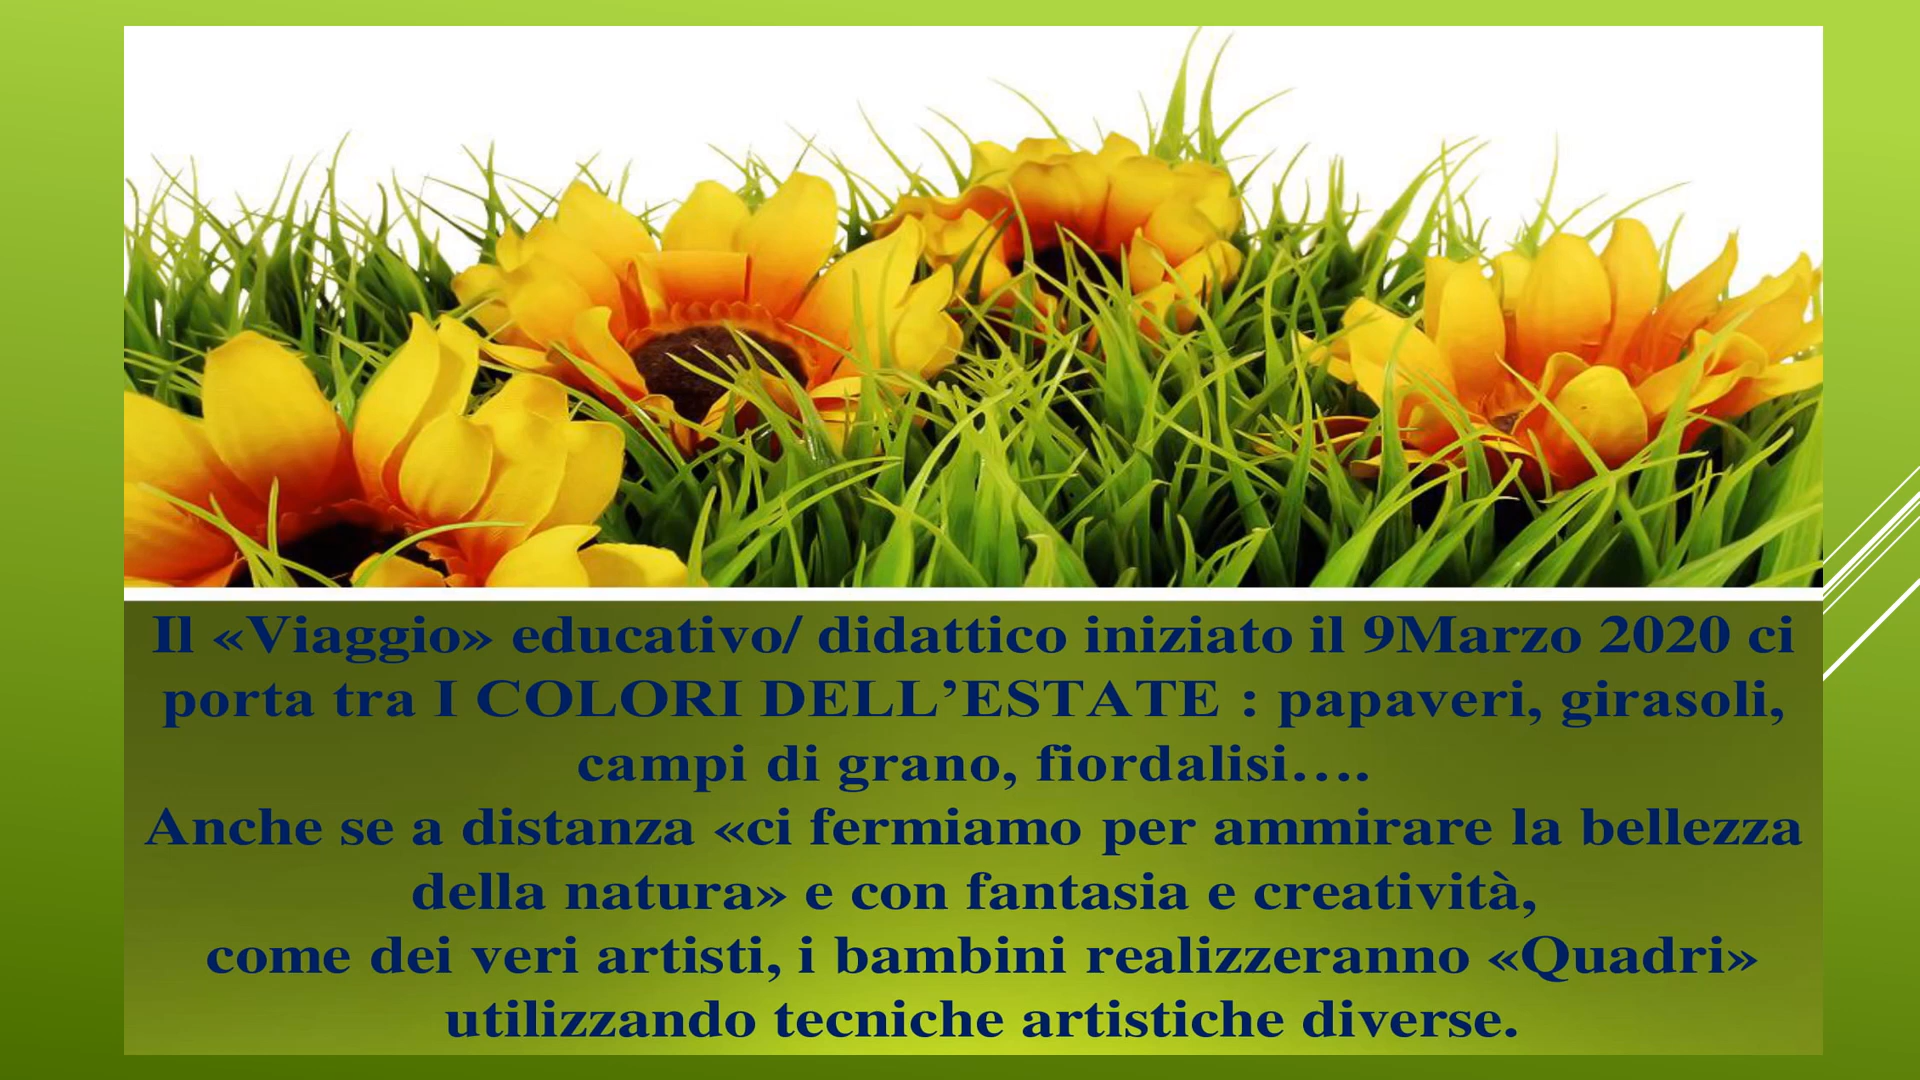 Il «Viaggio» educativo/ didattico iniziato il 9Marzo 2020 ci
porta tra I COLORI DELL’ESTATE : papaveri, girasoli,
campi di grano, fiordalisi….
Anche se a distanza «ci fermiamo per ammirare la bellezza
della natura» e con fantasia e creatività,
come dei veri artisti, i bambini realizzeranno «Quadri»
utilizzando tecniche artistiche diverse.